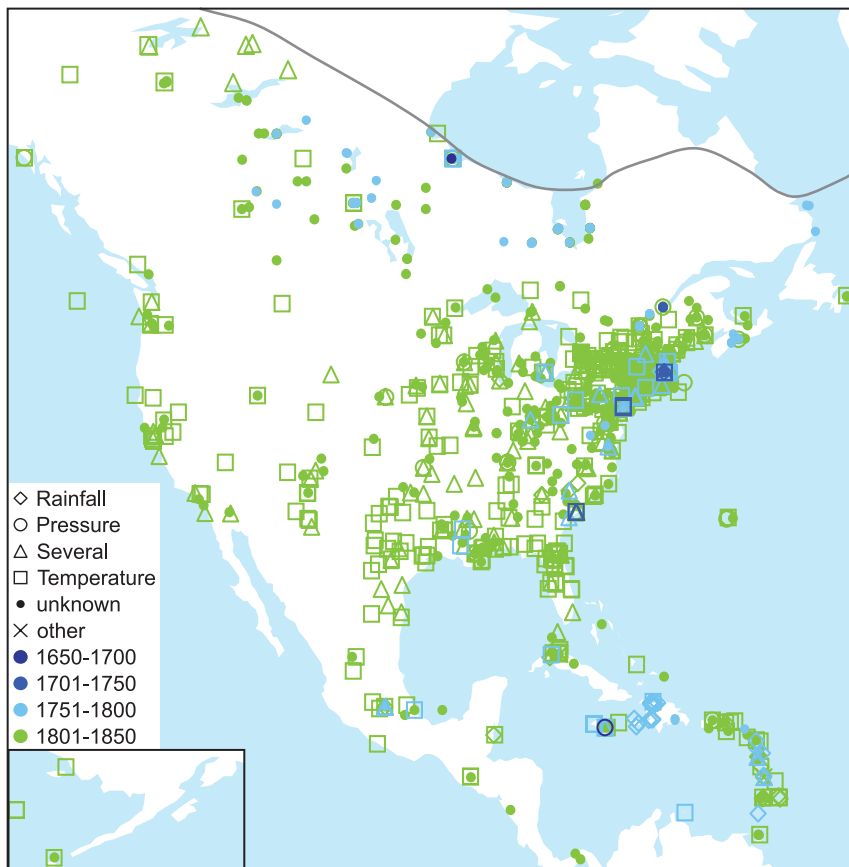 Rainfall
Pressure
Several
Temperature
unknown
other
1650-1700
1701-1750
1751-1800
1801-1850